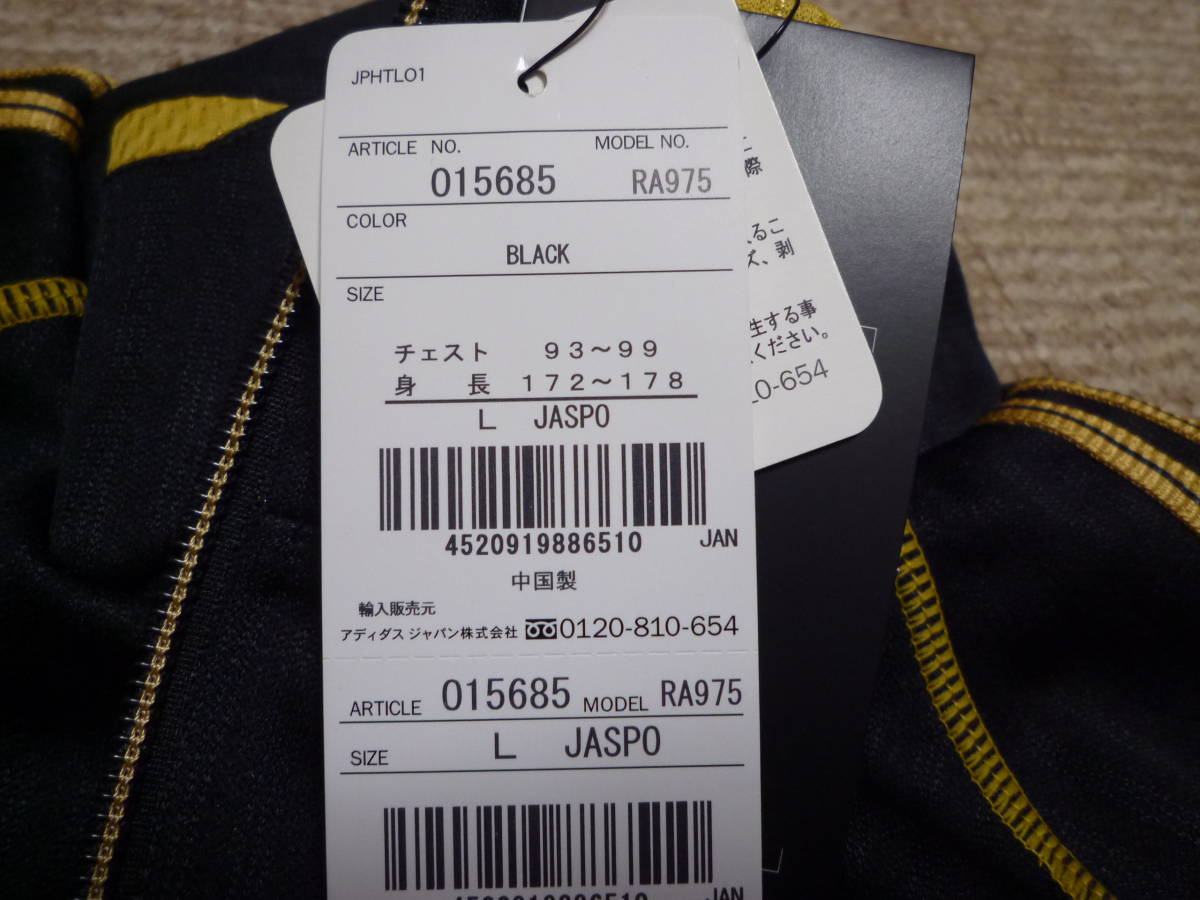 JPHTL01
ARTICLE NO. MODEL NO.
015685 RA975
COLOR
BLACK
SIZE
チェスト 93～99
身長 172～178
L JASPO
4520919886510 JAN
中国製
輸入販売元
アディダス ジャパン株式会社 0120-810-654
ARTICLE 015685 MODEL RA975
SIZE L JASPO
4520919886510 JAN
際
るこ
ズ、剥
生する事
ください。
0-654